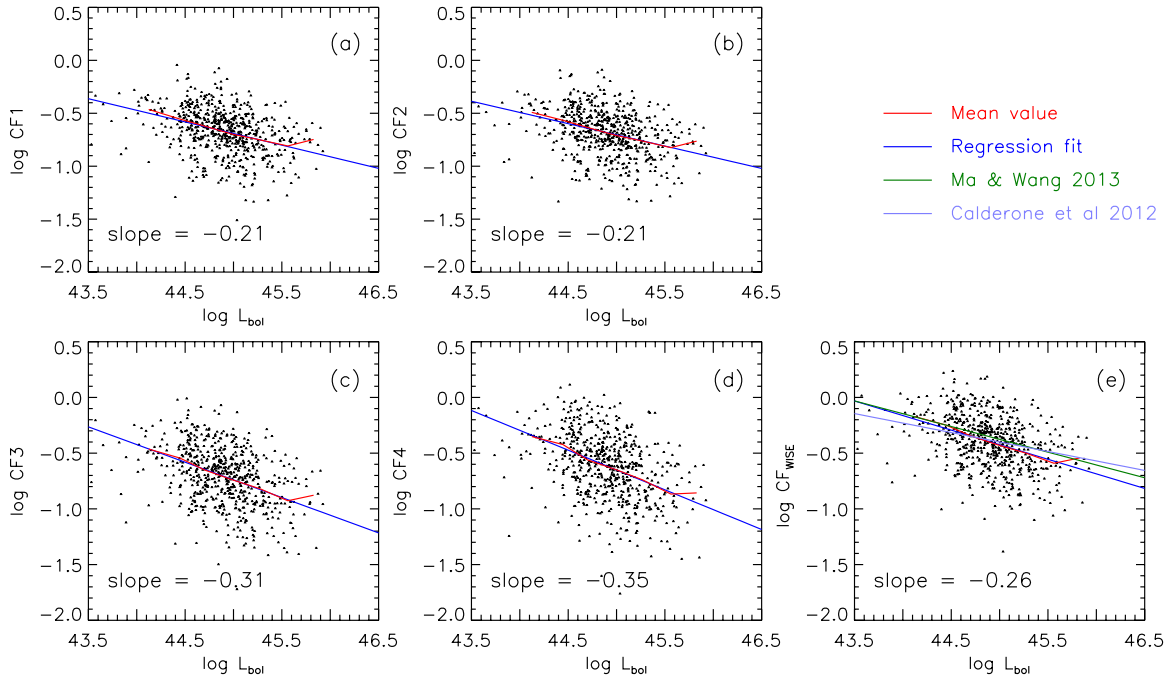 0.5
0.0
−0.5
−1.0
−1.5
−2.0
log CF1
(a)
slope = −0.21
43.5 44.5 45.5 46.5
log Lbol
0.5
0.0
−0.5
−1.0
−1.5
−2.0
log CF2
(b)
slope = −0.21
43.5 44.5 45.5 46.5
log Lbol
Mean value
Regression fit
Ma & Wang 2013
Calderone et al 2012
0.5
0.0
−0.5
−1.0
−1.5
−2.0
log CF3
(c)
slope = −0.31
43.5 44.5 45.5 46.5
log Lbol
0.5
0.0
−0.5
−1.0
−1.5
−2.0
log CF4
(d)
slope = −0.35
43.5 44.5 45.5 46.5
log Lbol
0.5
0.0
−0.5
−1.0
−1.5
−2.0
log CFWISE
(e)
slope = −0.26
43.5 44.5 45.5 46.5
log Lbol